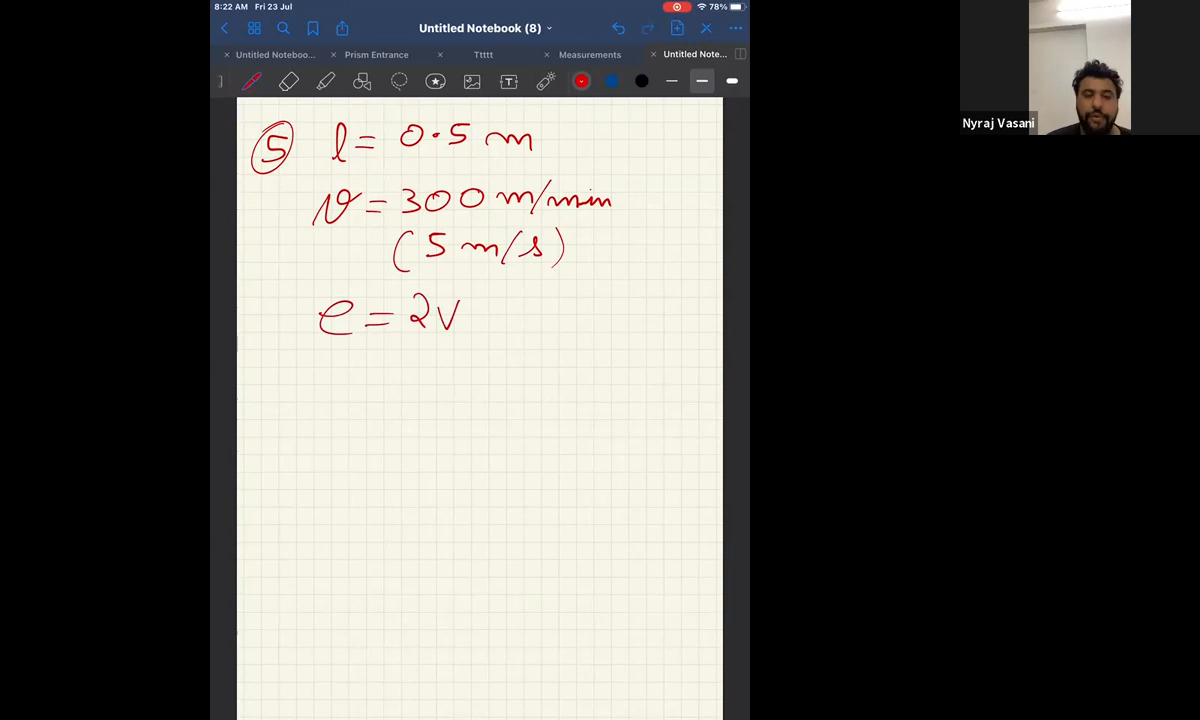 8:22 AM Fri 23 Jul
78%
Untitled Notebook (8)
Untitled Noteboo...
Prism Entrance
Ttttt
Measurements
Untitled Note...
Nyraj Vasani
5 l = 0.5 m
v = 300 m/min
(5 m/s)
e = 2V